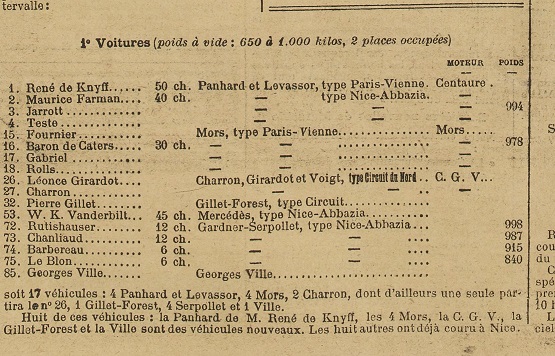 tervalle :
1º Voitures (poids à vide : 650 à 1.000 kilos, 2 places occupées)
MOTEUR POIDS
1. René de Knyff...... 50 ch. Panhard et Levassor, type Paris-Vienne. Centaure .
2. Maurice Farman.... 40 ch. — type Nice-Abbazia. —
3. Jarrott............ — — — 994
4. Teste.............. — — —
15. Fournier........... Mors, type Paris-Vienne.............. Mors.....
16. Baron de Caters... 30 ch. — — .............. — 978
17. Gabriel............ — — .............. —
18. Rolls.............. — — .............. —
26. Léonce Girardot.... Charron, Girardot et Voigt, type Circuit du Nord.. C. G. V...
27. Charron............ — — .. —
32. Pierre Gillet....... Gillet-Forest, type Circuit............
53. W. K. Vanderbilt... 45 ch. Mercédès, type Nice-Abbazia..........
72. Rutishauser....... 12 ch. Gardner-Serpollet, type Nice-Abbazia... 998
73. Chanliaud......... 12 ch. — — .... 987
74. Barbereau......... 6 ch. — — .... 915
75. Le Blon............ 6 ch. — — .... 840
85. Georges Ville....... Georges Ville.......................
soit 17 véhicules : 4 Panhard et Levassor, 4 Mors, 2 Charron, dont d'ailleurs une seule par-
tira le nº 26, 1 Gillet-Forest, 4 Serpollet et 1 Ville.
Huit de ces véhicules : la Panhard de M. René de Knyff, les 4 Mors, la C. G. V., la
Gillet-Forest et la Ville sont des véhicules nouveaux. Les huit autres ont déjà couru à Nice.